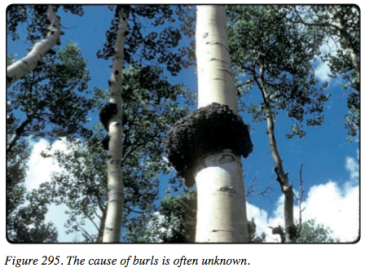 Figure 295. The cause of burls is often unknown.